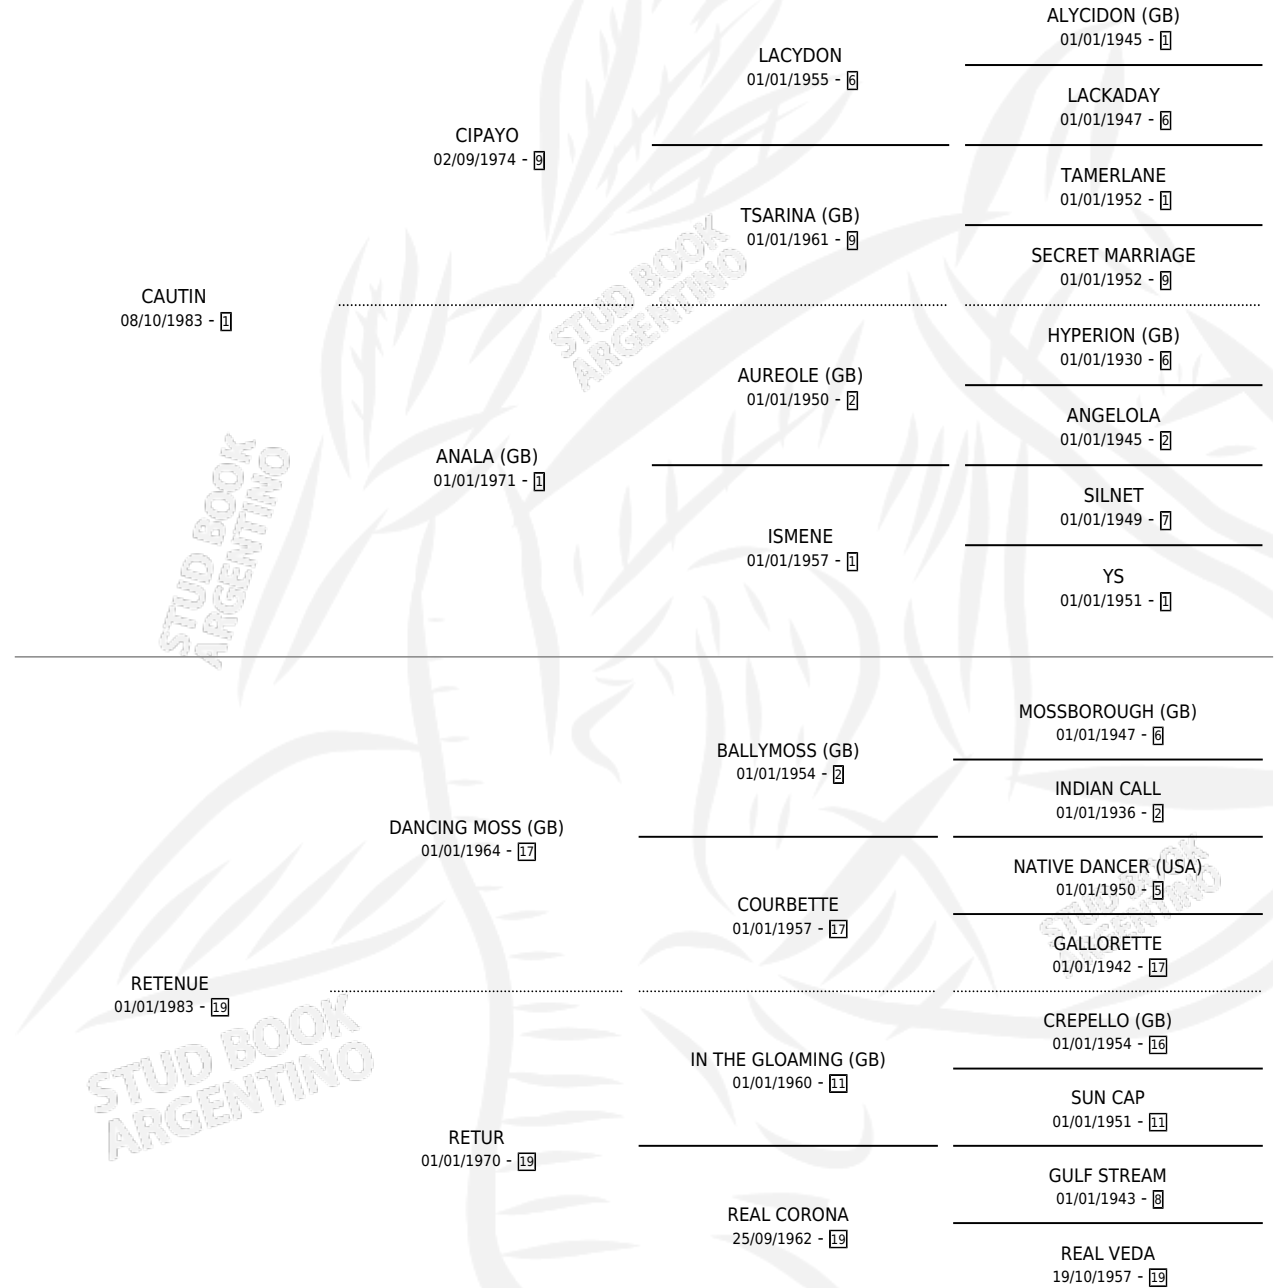 ALYCIDON (GB)
01/01/1945 - 1
LACYDON
01/01/1955 - 6
LACKADAY
01/01/1947 - 6
CIPAYO
02/09/1974 - 9
TAMERLANE
01/01/1952 - 1
TSARINA (GB)
01/01/1961 - 9
SECRET MARRIAGE
01/01/1952 - 9
CAUTIN
08/10/1983 - 1
HYPERION (GB)
01/01/1930 - 6
AUREOLE (GB)
01/01/1950 - 2
ANGELOLA
01/01/1945 - 2
ANALA (GB)
01/01/1971 - 1
SILNET
01/01/1949 - 7
ISMENE
01/01/1957 - 1
YS
01/01/1951 - 1
MOSSBOROUGH (GB)
01/01/1947 - 6
BALLYMOSS (GB)
01/01/1954 - 2
INDIAN CALL
01/01/1936 - 2
DANCING MOSS (GB)
01/01/1964 - 17
NATIVE DANCER (USA)
01/01/1950 - 5
COURBETTE
01/01/1957 - 17
GALLORETTE
01/01/1942 - 17
RETENUE
01/01/1983 - 19
CREPELLO (GB)
01/01/1954 - 16
IN THE GLOAMING (GB)
01/01/1960 - 11
SUN CAP
01/01/1951 - 11
RETUR
01/01/1970 - 19
GULF STREAM
01/01/1943 - 8
REAL CORONA
25/09/1962 - 19
REAL VEDA
19/10/1957 - 19
STUD BOOK
ARGENTINO
STUD BOOK
ARGENTINO
STUD BOOK
ARGENTINO
STUD BOOK
ARGENTINO